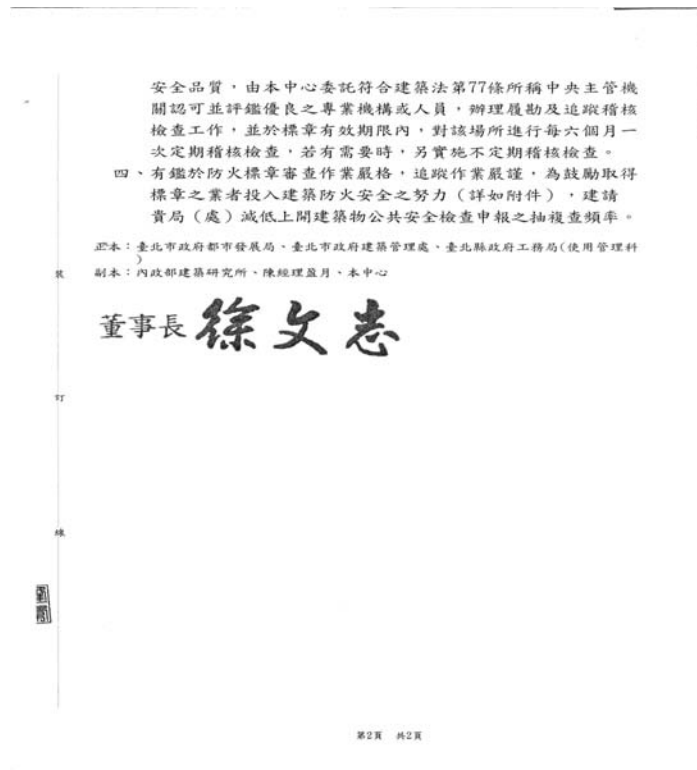 安全品質，由本中心委託符合建築法第77條所稱中央主管機
關認可並評鑑優良之專業機構或人員，辦理履勘及追蹤稽核
檢查工作，並於標章有效期限內，對該場所進行每六個月一
次定期稽核檢查，若有需要時，另實施不定期稽核檢查。
四、有鑑於防火標章審查作業嚴格，追蹤作業嚴謹，為鼓勵取得
標章之業者投入建築防火安全之努力（詳如附件），建請
貴局（處）減低上開建築物公共安全檢查申報之抽複查頻率。
正本：臺北市政府都市發展局、臺北市政府建築管理處、臺北縣政府工務局(使用管理科
)
副本：內政部建築研究所、陳經理盈月、本中心
董事長 徐文志
裝
訂
線
第2頁 共2頁